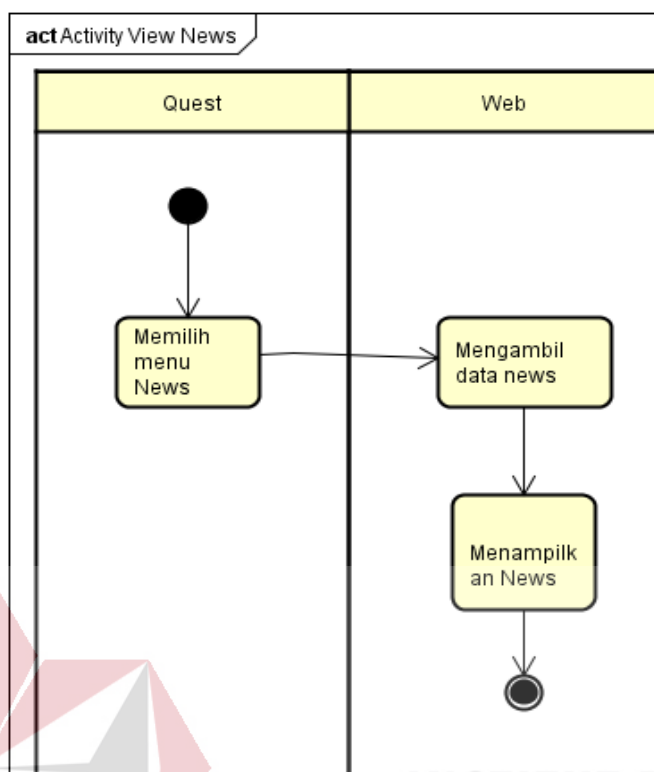 act Activity View News
Quest
Web
Memilih
menu
News
Mengambil
data news
Menampilk
an News